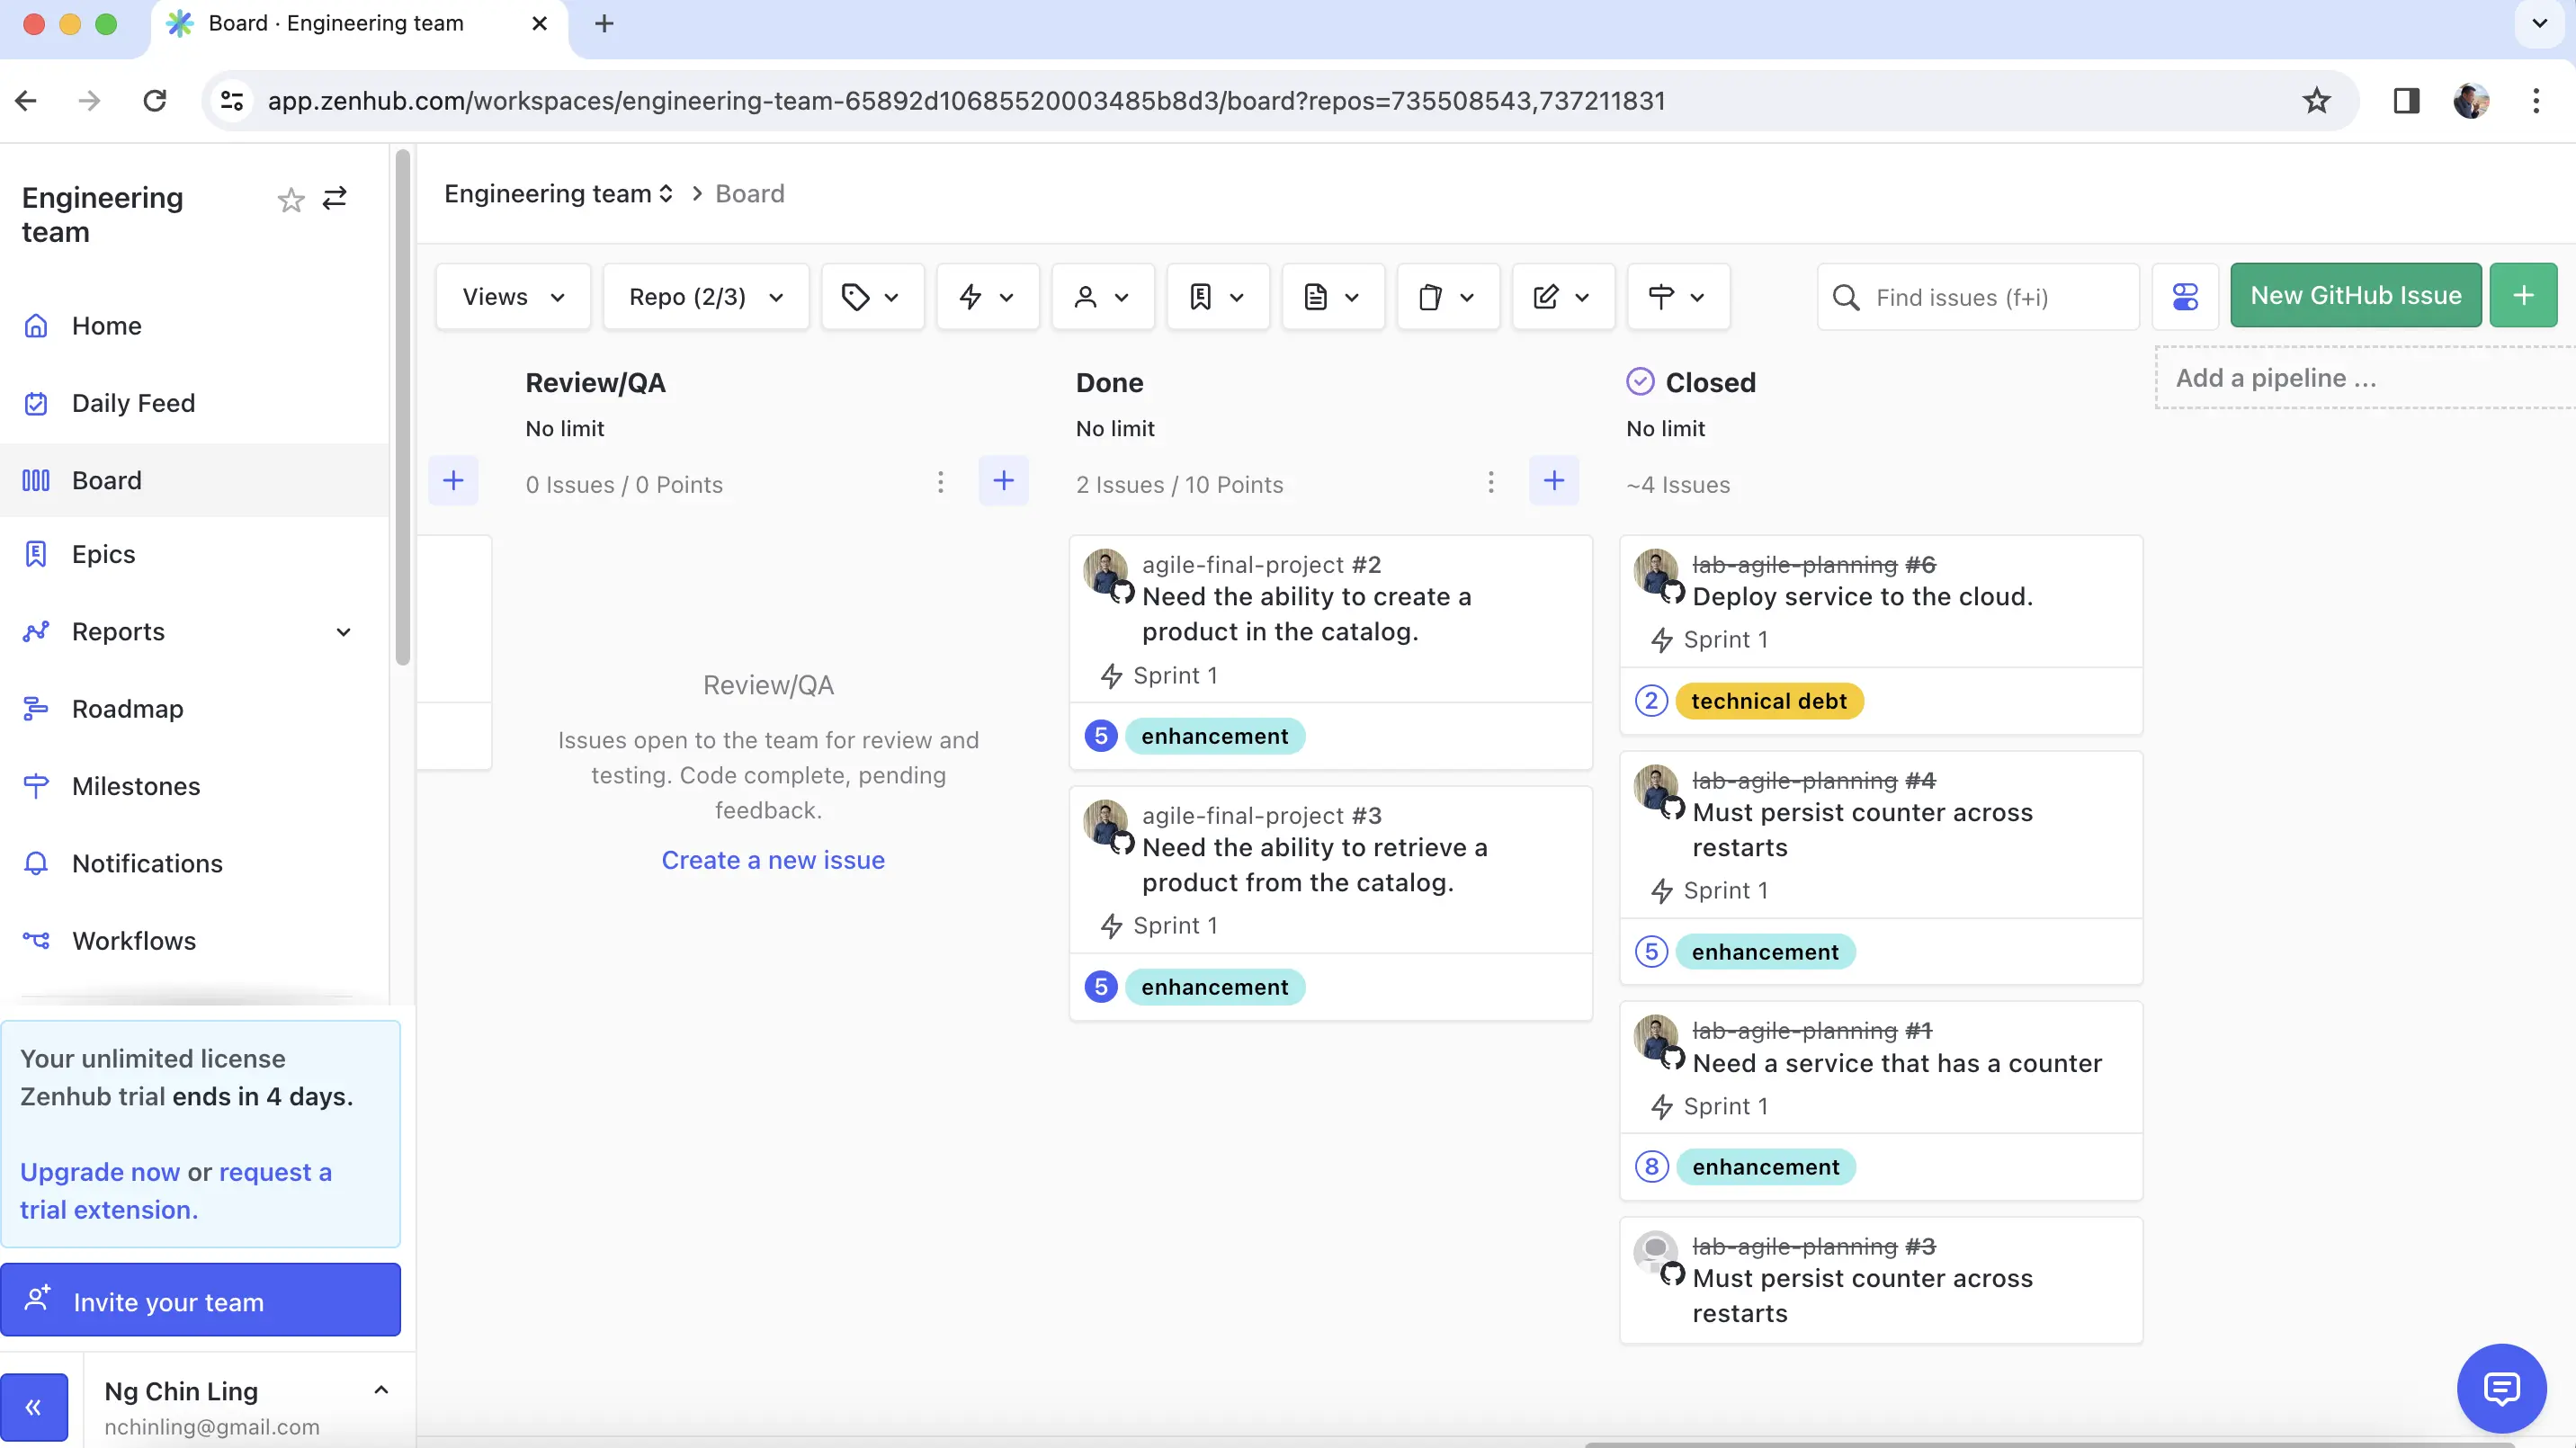 Board · Engineering team
app.zenhub.com/workspaces/engineering-team-65892d10685520003485b8d3/board?repos=735508543,737211831
Engineering
team
Home
Daily Feed
Board
Epics
Reports
Roadmap
Milestones
Notifications
Workflows
Your unlimited license
Zenhub trial ends in 4 days.
Upgrade now or request a
trial extension.
Invite your team
Ng Chin Ling
nchinling@gmail.com
Engineering team > Board
Views
Repo (2/3)
Find issues (f+i)
New GitHub Issue
Review/QA
No limit
0 Issues / 0 Points
Review/QA
Issues open to the team for review and
testing. Code complete, pending
feedback.
Create a new issue
Done
No limit
2 Issues / 10 Points
agile-final-project #2
Need the ability to create a
product in the catalog.
Sprint 1
5 enhancement
agile-final-project #3
Need the ability to retrieve a
product from the catalog.
Sprint 1
5 enhancement
Closed
No limit
~4 Issues
lab-agile-planning #6
Deploy service to the cloud.
Sprint 1
2 technical debt
lab-agile-planning #4
Must persist counter across
restarts
Sprint 1
5 enhancement
lab-agile-planning #1
Need a service that has a counter
Sprint 1
8 enhancement
lab-agile-planning #3
Must persist counter across
restarts
Add a pipeline ...